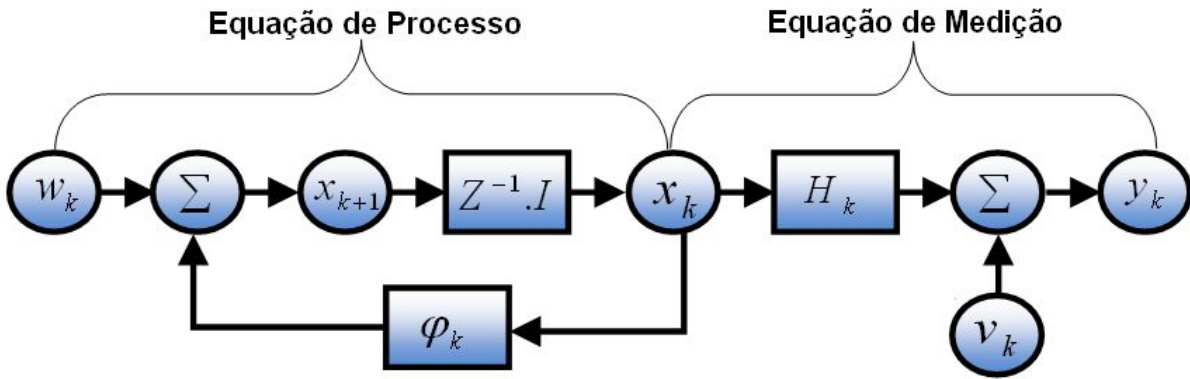 Equação de Processo
Equação de Medição
w_k
Σ
x_{k+1}
Z^{-1}.I
x_k
H_k
Σ
y_k
φ_k
v_k